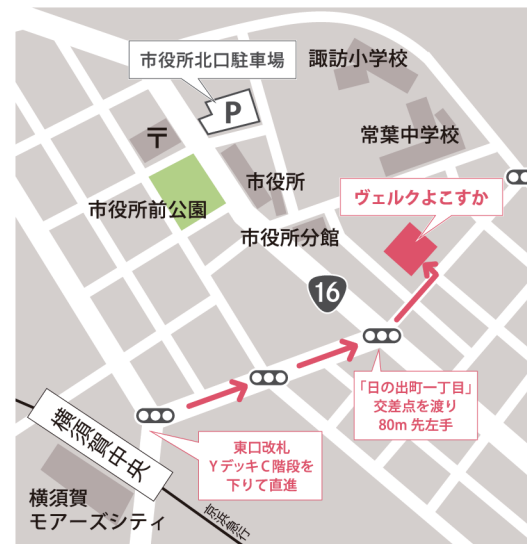 市役所北口駐車場
P
諏訪小学校
常葉中学校
〒
市役所
ヴェルクよこすか
市役所前公園
市役所分館
16
「日の出町一丁目」
交差点を渡り
80m 先左手
横須賀中央
東口改札
YデッキC階段を
下りて直進
横須賀
モアーズシティ
京浜急行